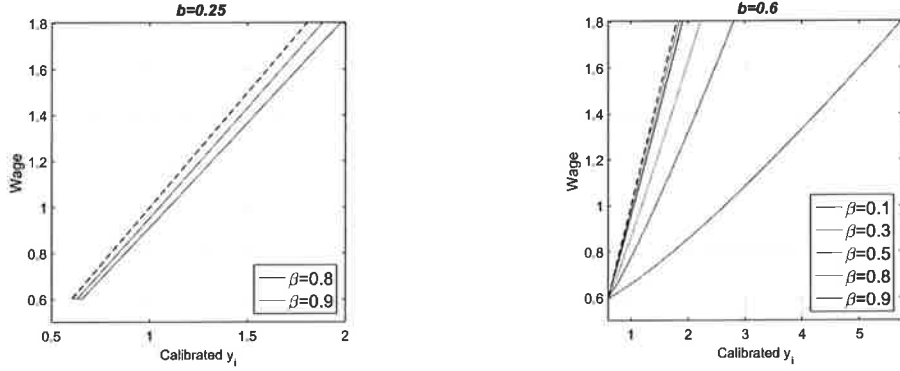 b=0.25
1.8
1.6
1.4
1.2
1
0.8
0.6
Wage
0.5
1
1.5
2
Calibrated yi
β=0.8
β=0.9
b=0.6
1.8
1.6
1.4
1.2
1
0.8
0.6
Wage
1
2
3
4
5
Calibrated yi
β=0.1
β=0.3
β=0.5
β=0.8
β=0.9